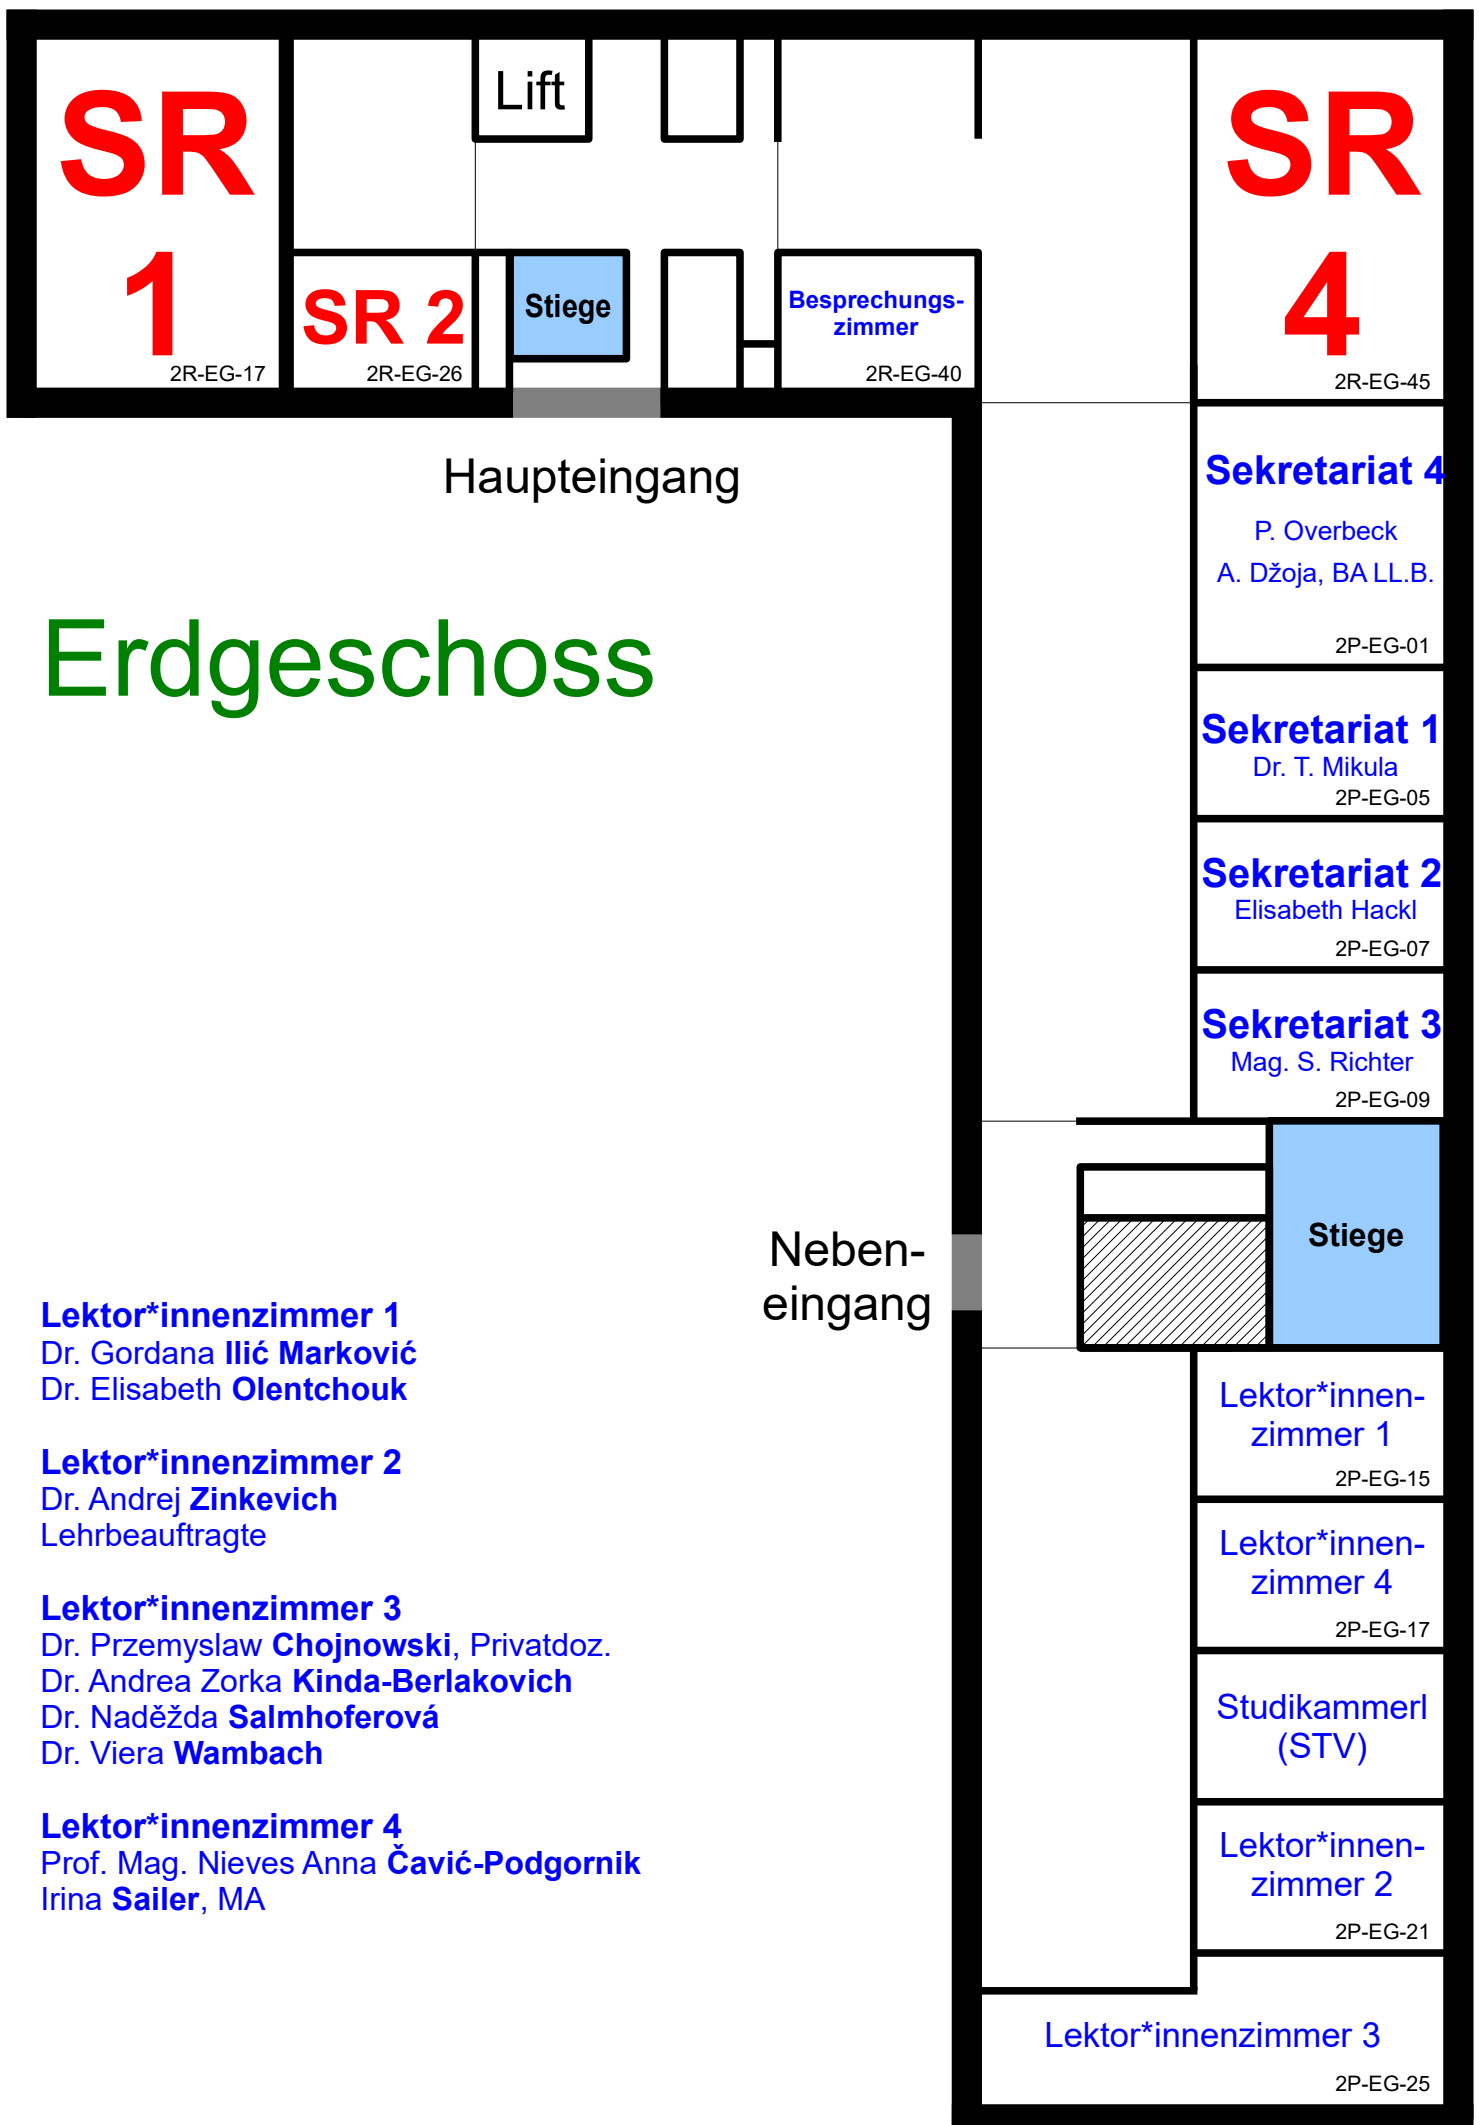 SR
1
2R-EG-17
Lift
SR 2
2R-EG-26
Stiege
Besprechungs-
zimmer
2R-EG-40
SR
4
2R-EG-45
Haupteingang
Erdgeschoss
Sekretariat 4
P. Overbeck
A. Džoja, BA LL.B.
2P-EG-01
Sekretariat 1
Dr. T. Mikula
2P-EG-05
Sekretariat 2
Elisabeth Hackl
2P-EG-07
Sekretariat 3
Mag. S. Richter
2P-EG-09
Stiege
Neben-
eingang
Lektor*innen-
zimmer 1
2P-EG-15
Lektor*innen-
zimmer 4
2P-EG-17
Studikammerl
(STV)
Lektor*innen-
zimmer 2
2P-EG-21
Lektor*innenzimmer 3
2P-EG-25
Lektor*innenzimmer 1
Dr. Gordana Ilić Marković
Dr. Elisabeth Olentchouk
Lektor*innenzimmer 2
Dr. Andrej Zinkevich
Lehrbeauftragte
Lektor*innenzimmer 3
Dr. Przemyslaw Chojnowski, Privatdoz.
Dr. Andrea Zorka Kinda-Berlakovich
Dr. Naděžda Salmhoferová
Dr. Viera Wambach
Lektor*innenzimmer 4
Prof. Mag. Nieves Anna Čavić-Podgornik
Irina Sailer, MA